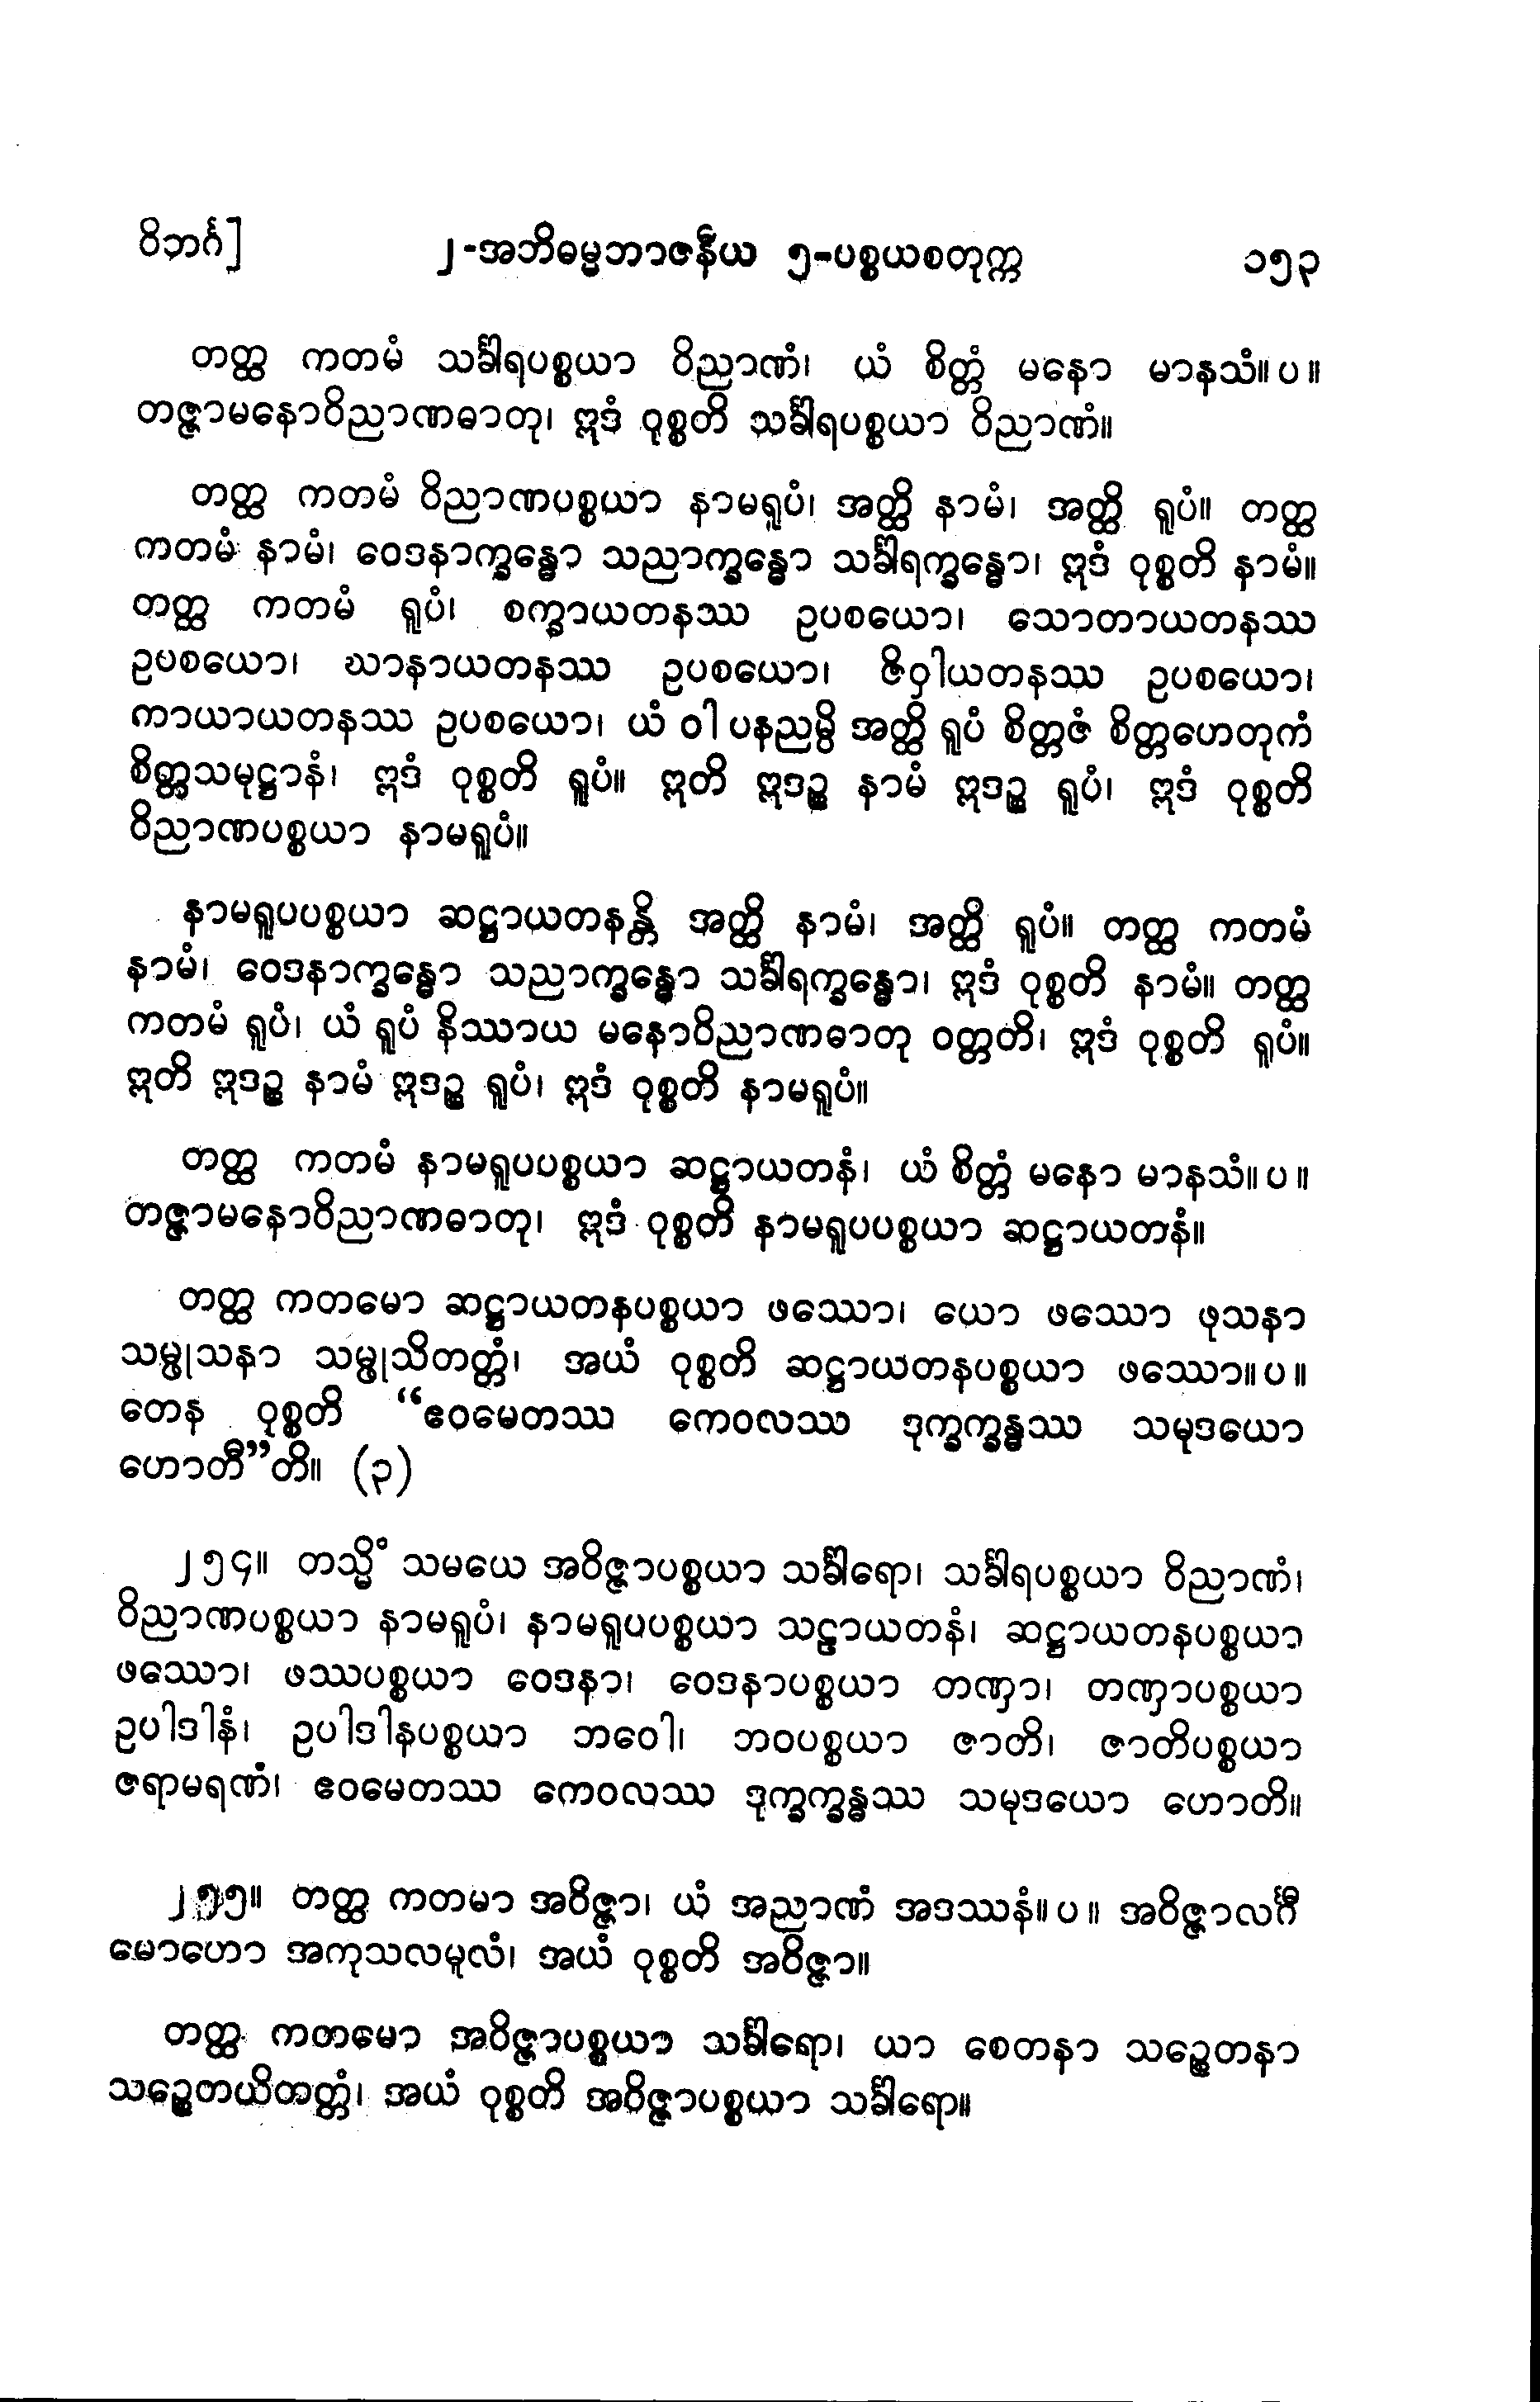 ဝိဘင်္ဂ] ၂-အဘိဓမ္မဘာဇနီယ ၅-ပစ္စယစတုက္က ၁၅၃
တတ္ထ ကတမံ သင်္ခါရပစ္စယာ ဝိညာဏံ၊ ယံ စိတ္တံ မနော မာနသံ။ပ။
တဇ္ဇာမနောဝိညာဏဓာတု၊ ဣဒံ ဝုစ္စတိ သင်္ခါရပစ္စယာ ဝိညာဏံ။
တတ္ထ ကတမံ ဝိညာဏပစ္စယာ နာမရူပံ၊ အတ္ထိ နာမံ၊ အတ္ထိ ရူပံ။ တတ္ထ
ကတမံ နာမံ၊ ဝေဒနာက္ခန္ဓော သညာက္ခန္ဓော သင်္ခါရက္ခန္ဓော၊ ဣဒံ ဝုစ္စတိ နာမံ။
တတ္ထ ကတမံ ရူပံ၊ စက္ခာယတနဿ ဥပစယော၊ သောတာယတနဿ
ဥပစယော၊ ဃာနာယတနဿ ဥပစယော၊ ဇိဝှါယတနဿ ဥပစယော၊
ကာယာယတနဿ ဥပစယော၊ ယံ ဝါ ပနညမ္ပိ အတ္ထိ ရူပံ စိတ္တဇံ စိတ္တဟေတုကံ
စိတ္တသမုဋ္ဌာနံ၊ ဣဒံ ဝုစ္စတိ ရူပံ။ ဣတိ ဣဒဉ္စ နာမံ ဣဒဉ္စ ရူပံ၊ ဣဒံ ဝုစ္စတိ
ဝိညာဏပစ္စယာ နာမရူပံ။
နာမရူပပစ္စယာ ဆဋ္ဌာယတနန္တိ အတ္ထိ နာမံ၊ အတ္ထိ ရူပံ။ တတ္ထ ကတမံ
နာမံ၊ ဝေဒနာက္ခန္ဓော သညာက္ခန္ဓော သင်္ခါရက္ခန္ဓော၊ ဣဒံ ဝုစ္စတိ နာမံ။ တတ္ထ
ကတမံ ရူပံ၊ ယံ ရူပံ နိဿာယ မနောဝိညာဏဓာတု ဝတ္တတိ၊ ဣဒံ ဝုစ္စတိ ရူပံ။
ဣတိ ဣဒဉ္စ နာမံ ဣဒဉ္စ ရူပံ၊ ဣဒံ ဝုစ္စတိ နာမရူပံ။
တတ္ထ ကတမံ နာမရူပပစ္စယာ ဆဋ္ဌာယတနံ၊ ယံ စိတ္တံ မနော မာနသံ။ပ။
တဇ္ဇာမနောဝိညာဏဓာတု၊ ဣဒံ ဝုစ္စတိ နာမရူပပစ္စယာ ဆဋ္ဌာယတနံ။
တတ္ထ ကတမော ဆဋ္ဌာယတနပစ္စယာ ဖဿော၊ ယော ဖဿော ဖုသနာ
သမ္ဖုသနာ သမ္ဖုသိတတ္တံ၊ အယံ ဝုစ္စတိ ဆဋ္ဌာယတနပစ္စယာ ဖဿော။ပ။
တေန ဝုစ္စတိ “ဧဝမေတဿ ကေဝလဿ ဒုက္ခက္ခန္ဓဿ သမုဒယော
ဟောတီ”တိ။ (၃)
၂၅၄။ တသ္မိံ သမယေ အဝိဇ္ဇာပစ္စယာ သင်္ခါရော၊ သင်္ခါရပစ္စယာ ဝိညာဏံ၊
ဝိညာဏပစ္စယာ နာမရူပံ၊ နာမရူပပစ္စယာ သဠာယတနံ၊ ဆဋ္ဌာယတနပစ္စယာ
ဖဿော၊ ဖဿပစ္စယာ ဝေဒနာ၊ ဝေဒနာပစ္စယာ တဏှာ၊ တဏှာပစ္စယာ
ဥပါဒါနံ၊ ဥပါဒါနပစ္စယာ ဘဝေါ၊ ဘဝပစ္စယာ ဇာတိ၊ ဇာတိပစ္စယာ
ဇရာမရဏံ၊ ဧဝမေတဿ ကေဝလဿ ဒုက္ခက္ခန္ဓဿ သမုဒယော ဟောတိ။
၂၅၅။ တတ္ထ ကတမာ အဝိဇ္ဇာ၊ ယံ အညာဏံ အဒဿနံ။ပ။ အဝိဇ္ဇာလင်္ဂီ
မောဟော အကုသလမူလံ၊ အယံ ဝုစ္စတိ အဝိဇ္ဇာ။
တတ္ထ ကတမော အဝိဇ္ဇာပစ္စယာ သင်္ခါရော၊ ယာ စေတနာ သဉ္စေတနာ
သဉ္စေတယိတတ္တံ၊ အယံ ဝုစ္စတိ အဝိဇ္ဇာပစ္စယာ သင်္ခါရော။